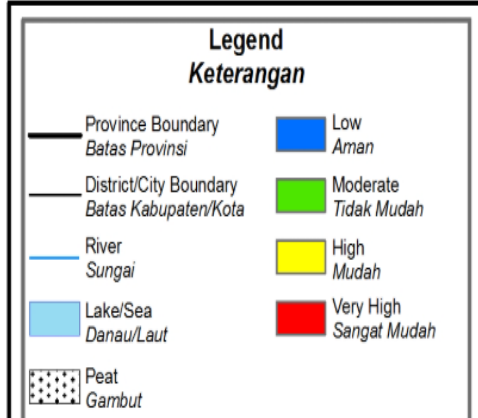 Legend
Keterangan
Province Boundary
Batas Provinsi
District/City Boundary
Batas Kabupaten/Kota
River
Sungai
Lake/Sea
Danau/Laut
Peat
Gambut
Low
Aman
Moderate
Tidak Mudah
High
Mudah
Very High
Sangat Mudah